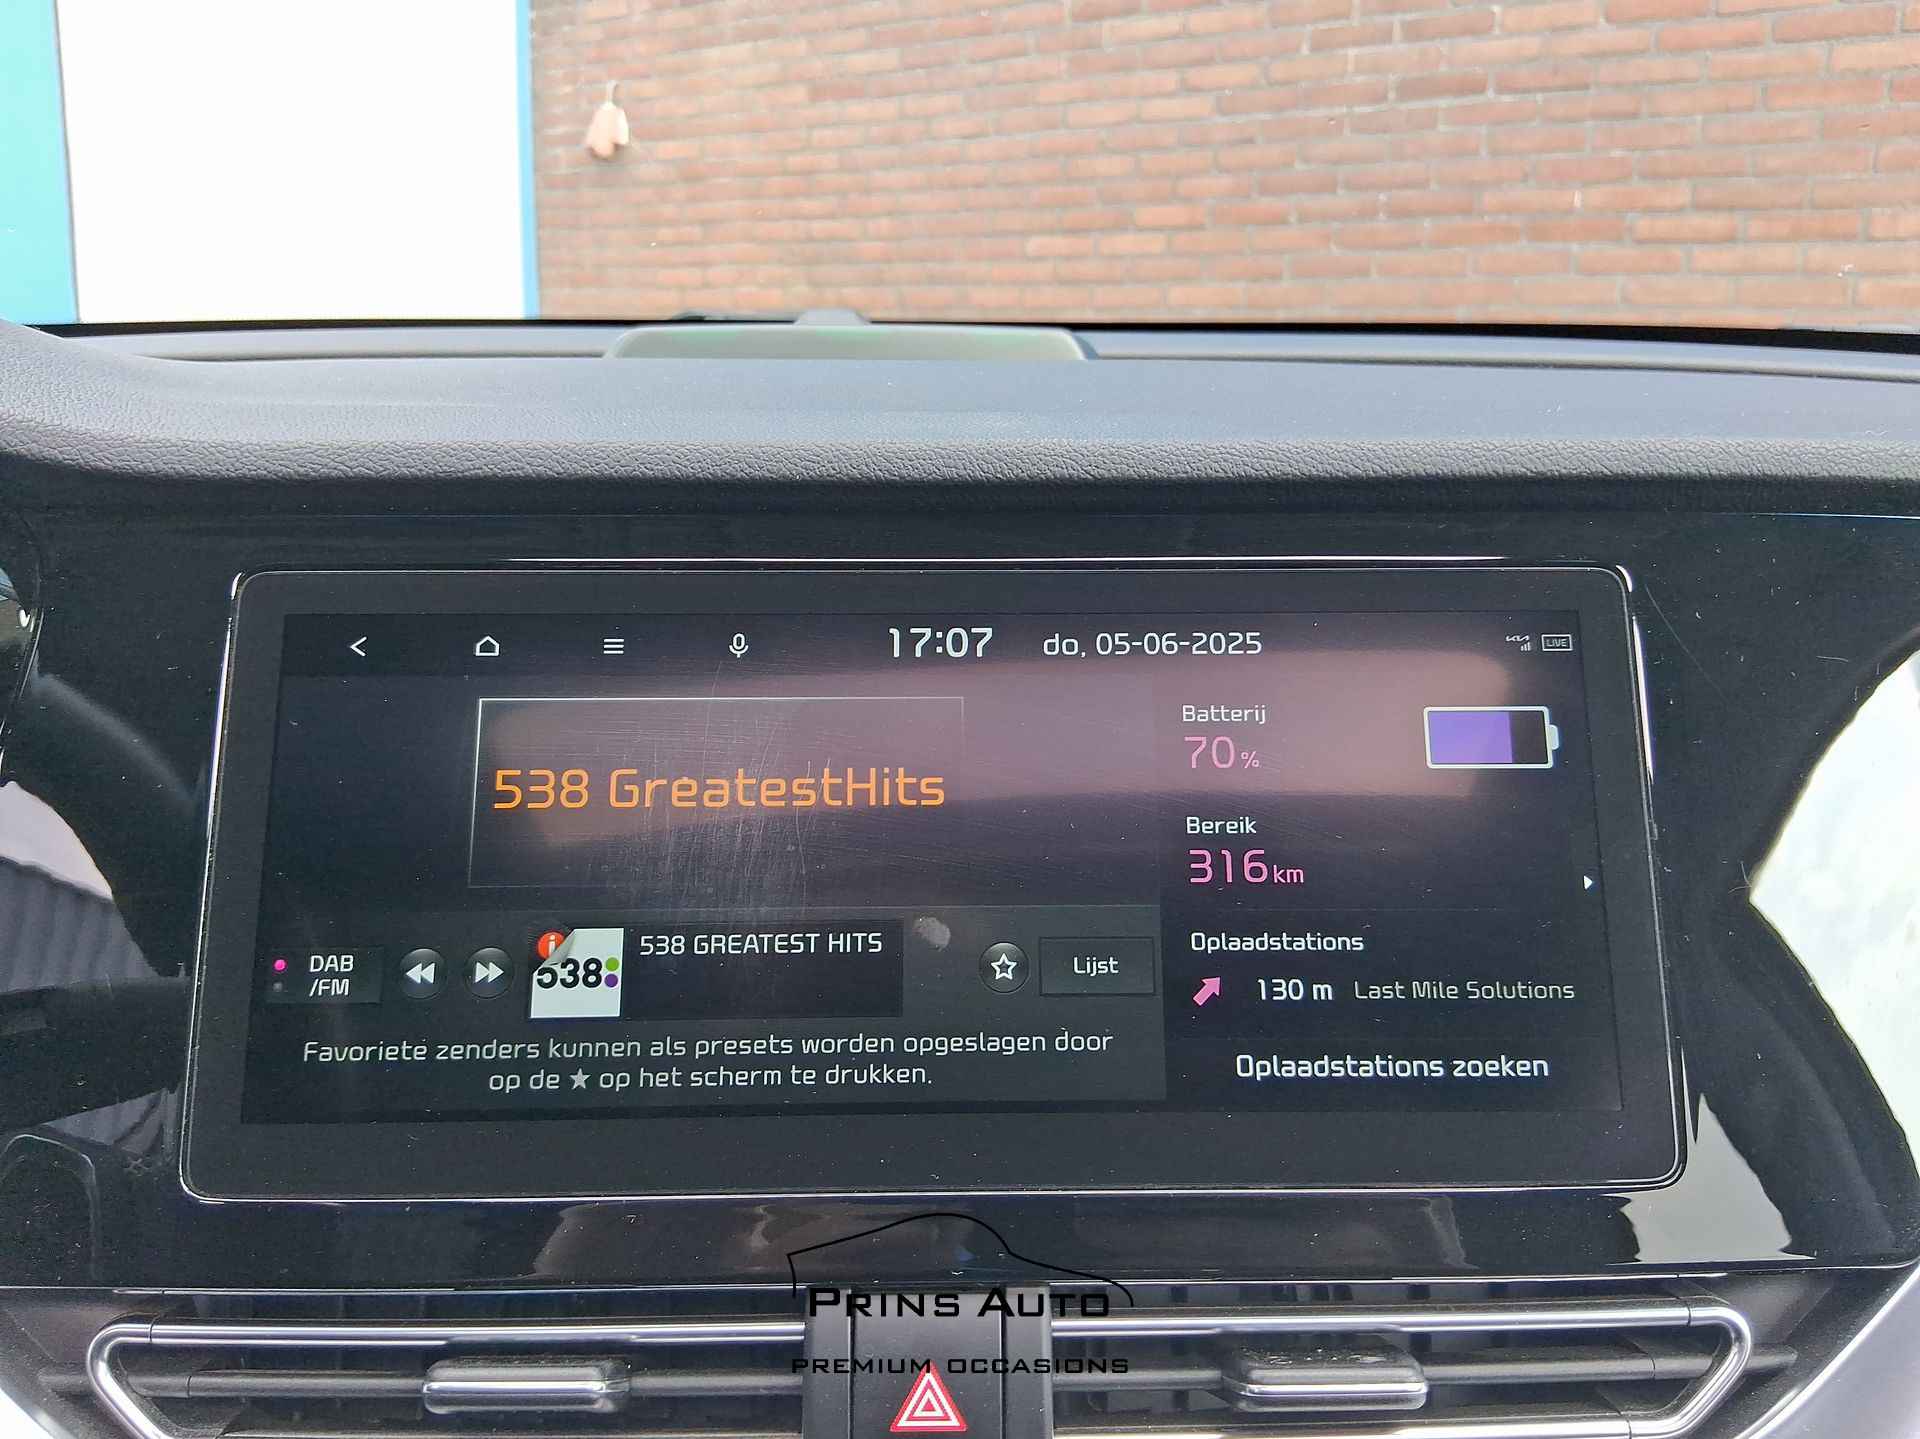 17:07 do, 05-06-2025
LIVE
538 GreatestHits
Batterij
70 %
Bereik
316 km
DAB
/FM
538
538 GREATEST HITS
Lijst
Favoriete zenders kunnen als presets worden opgeslagen door
op de ★ op het scherm te drukken.
Oplaadstations
130 m Last Mile Solutions
Oplaadstations zoeken
PRINS AUTO
PREMIUM OCCASIONS